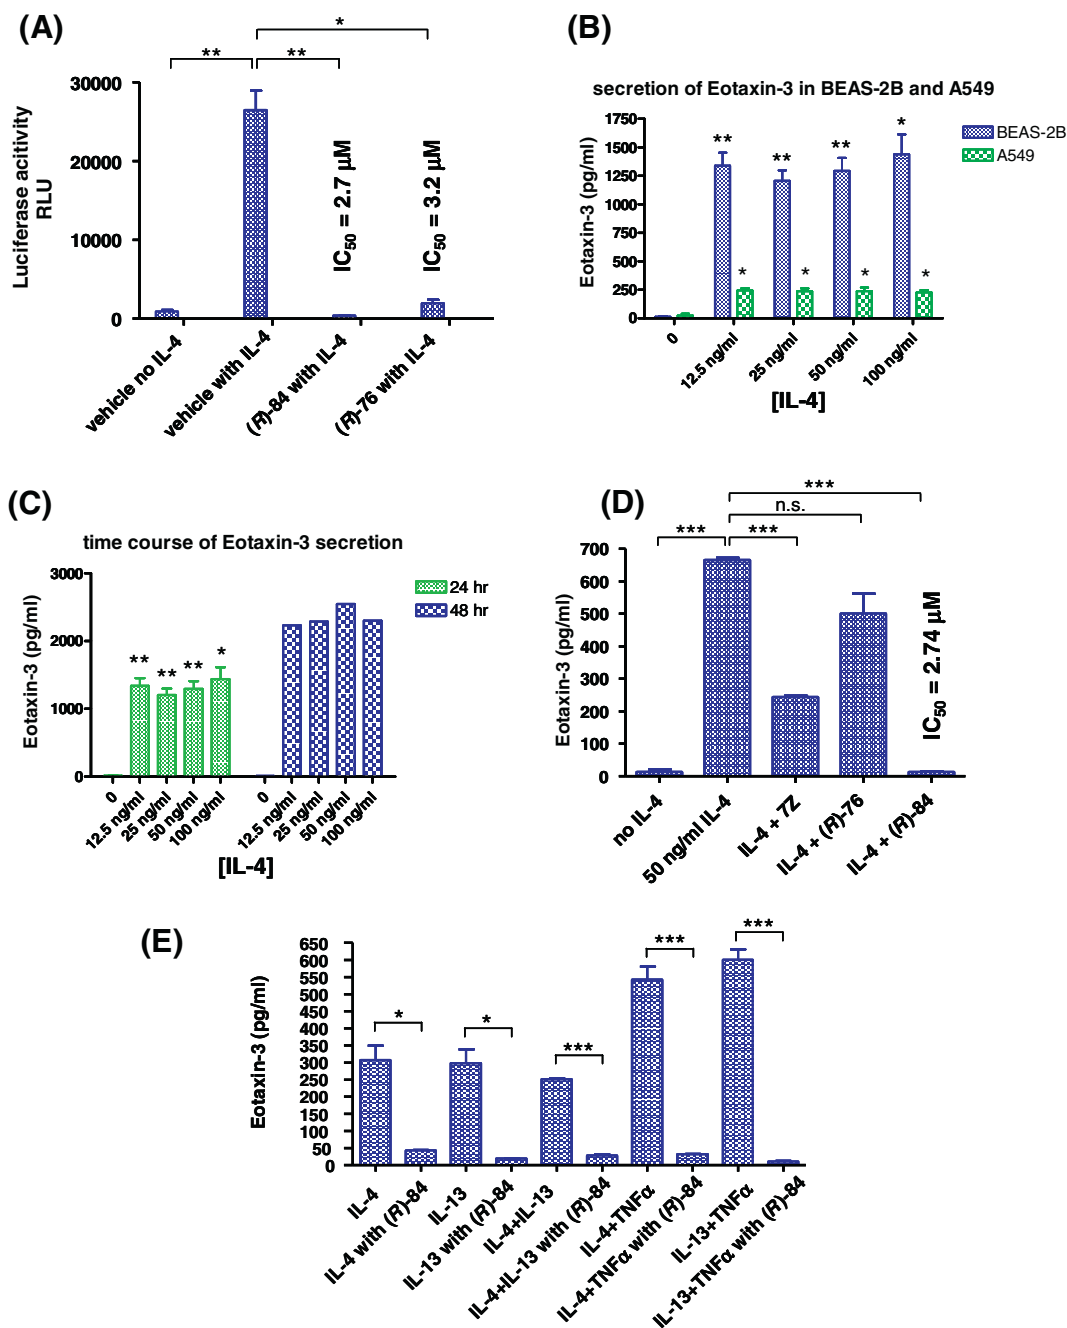 (A)
*
** **
Luciferase acitivity
RLU
30000
20000
10000
0
IC50 = 2.7 µM
IC50 = 3.2 µM
vehicle no IL-4
vehicle with IL-4
(R)-84 with IL-4
(R)-76 with IL-4
(B)
secretion of Eotaxin-3 in BEAS-2B and A549
Eotaxin-3 (pg/ml)
1750
1500
1250
1000
750
500
250
0
** ** ** *
* * * *
BEAS-2B
A549
0
12.5 ng/ml
25 ng/ml
50 ng/ml
100 ng/ml
[IL-4]
(C)
time course of Eotaxin-3 secretion
Eotaxin-3 (pg/ml)
3000
2000
1000
0
** ** ** *
24 hr
48 hr
0
12.5 ng/ml
25 ng/ml
50 ng/ml
100 ng/ml
0
12.5 ng/ml
25 ng/ml
50 ng/ml
100 ng/ml
[IL-4]
(D)
***
n.s.
*** ***
Eotaxin-3 (pg/ml)
700
600
500
400
300
200
100
0
IC50 = 2.74 µM
no IL-4
50 ng/ml IL-4
IL-4 + 7Z
IL-4 + (R)-76
IL-4 + (R)-84
(E)
Eotaxin-3 (pg/ml)
650
600
550
500
450
400
350
300
250
200
150
100
50
0
* * *** *** ***
IL-4
IL-4 with (R)-84
IL-13
IL-13 with (R)-84
IL-4+IL-13
IL-4+IL-13 with (R)-84
IL-4+TNFα
IL-4+TNFα with (R)-84
IL-13+TNFα
IL-13+TNFα with (R)-84